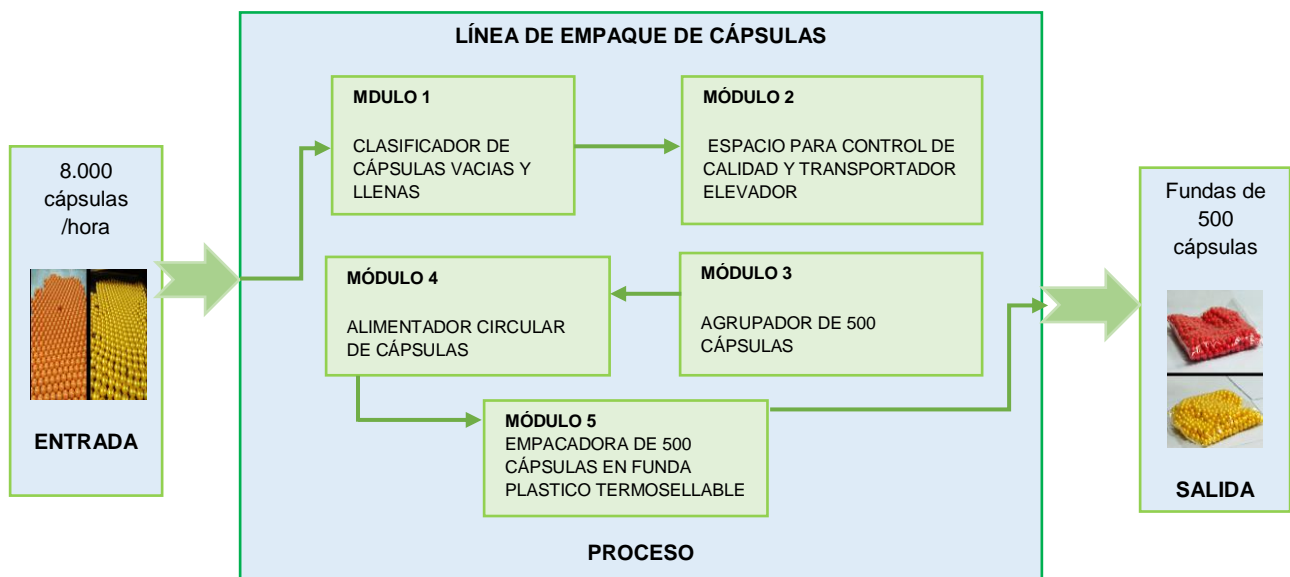 LÍNEA DE EMPAQUE DE CÁPSULAS
8.000
cápsulas
/hora
ENTRADA
MDULO 1
CLASIFICADOR DE
CÁPSULAS VACIAS Y
LLENAS
MÓDULO 2
ESPACIO PARA CONTROL DE
CALIDAD Y TRANSPORTADOR
ELEVADOR
MÓDULO 3
AGRUPADOR DE 500
CÁPSULAS
MÓDULO 4
ALIMENTADOR CIRCULAR
DE CÁPSULAS
MÓDULO 5
EMPACADORA DE 500
CÁPSULAS EN FUNDA
PLASTICO TERMOSELLABLE
PROCESO
Fundas de
500
cápsulas
SALIDA